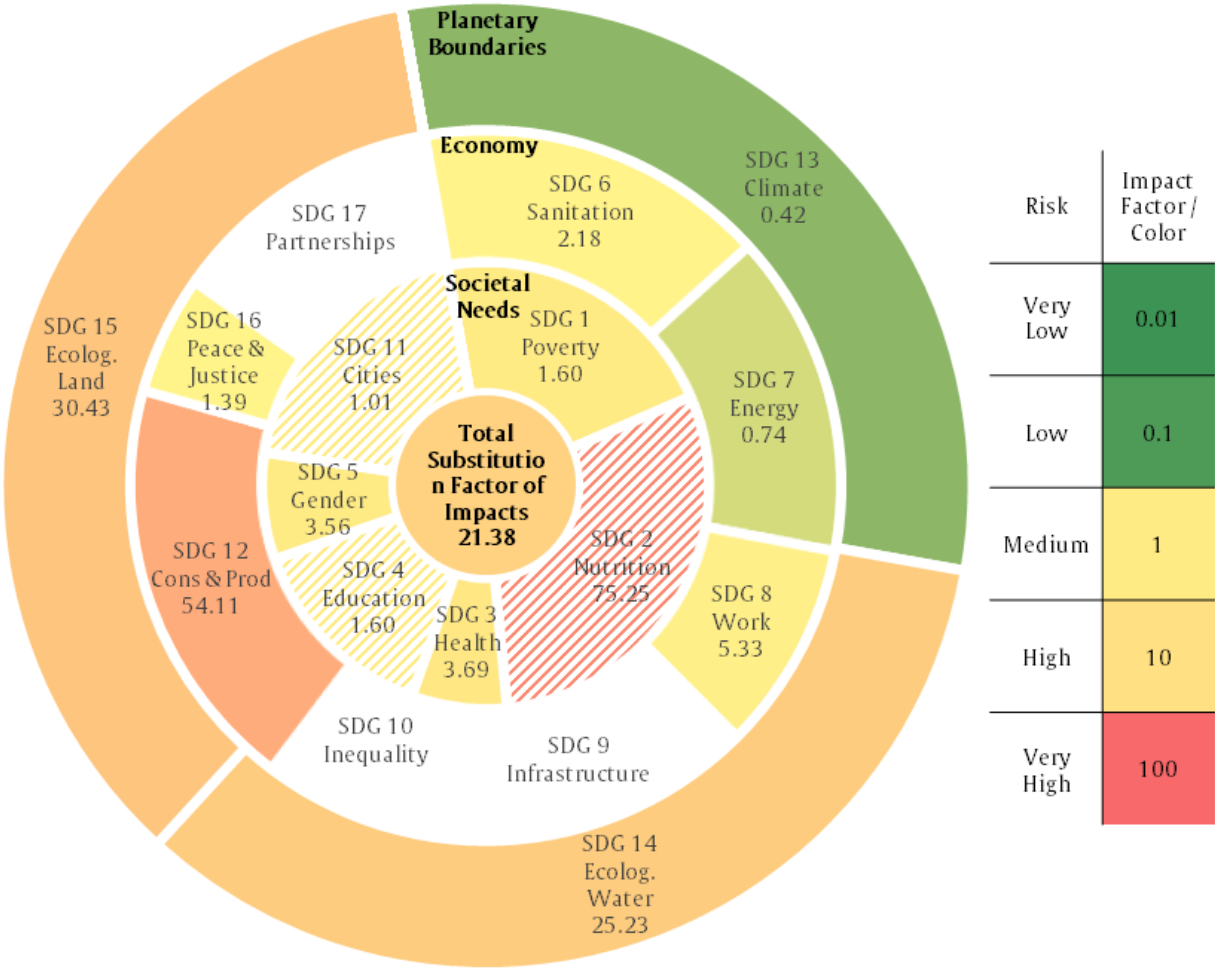 Planetary
Boundaries
SDG 13
Climate
0.42
Economy
SDG 6
Sanitation
2.18
SDG 17
Partnerships
Societal
Needs
SDG 1
Poverty
1.60
SDG 16
Peace &
Justice
1.39
SDG 11
Cities
1.01
SDG 15
Ecolog.
Land
30.43
SDG 7
Energy
0.74
Total
Substitutio
n Factor of
Impacts
21.38
SDG 5
Gender
3.56
SDG 2
Nutrition
75.25
SDG 12
Cons & Prod
54.11
SDG 4
Education
1.60
SDG 3
Health
3.69
SDG 8
Work
5.33
SDG 10
Inequality
SDG 9
Infrastructure
SDG 14
Ecolog.
Water
25.23
Risk
Impact
Factor /
Color
Very
Low
0.01
Low
0.1
Medium
1
High
10
Very
High
100